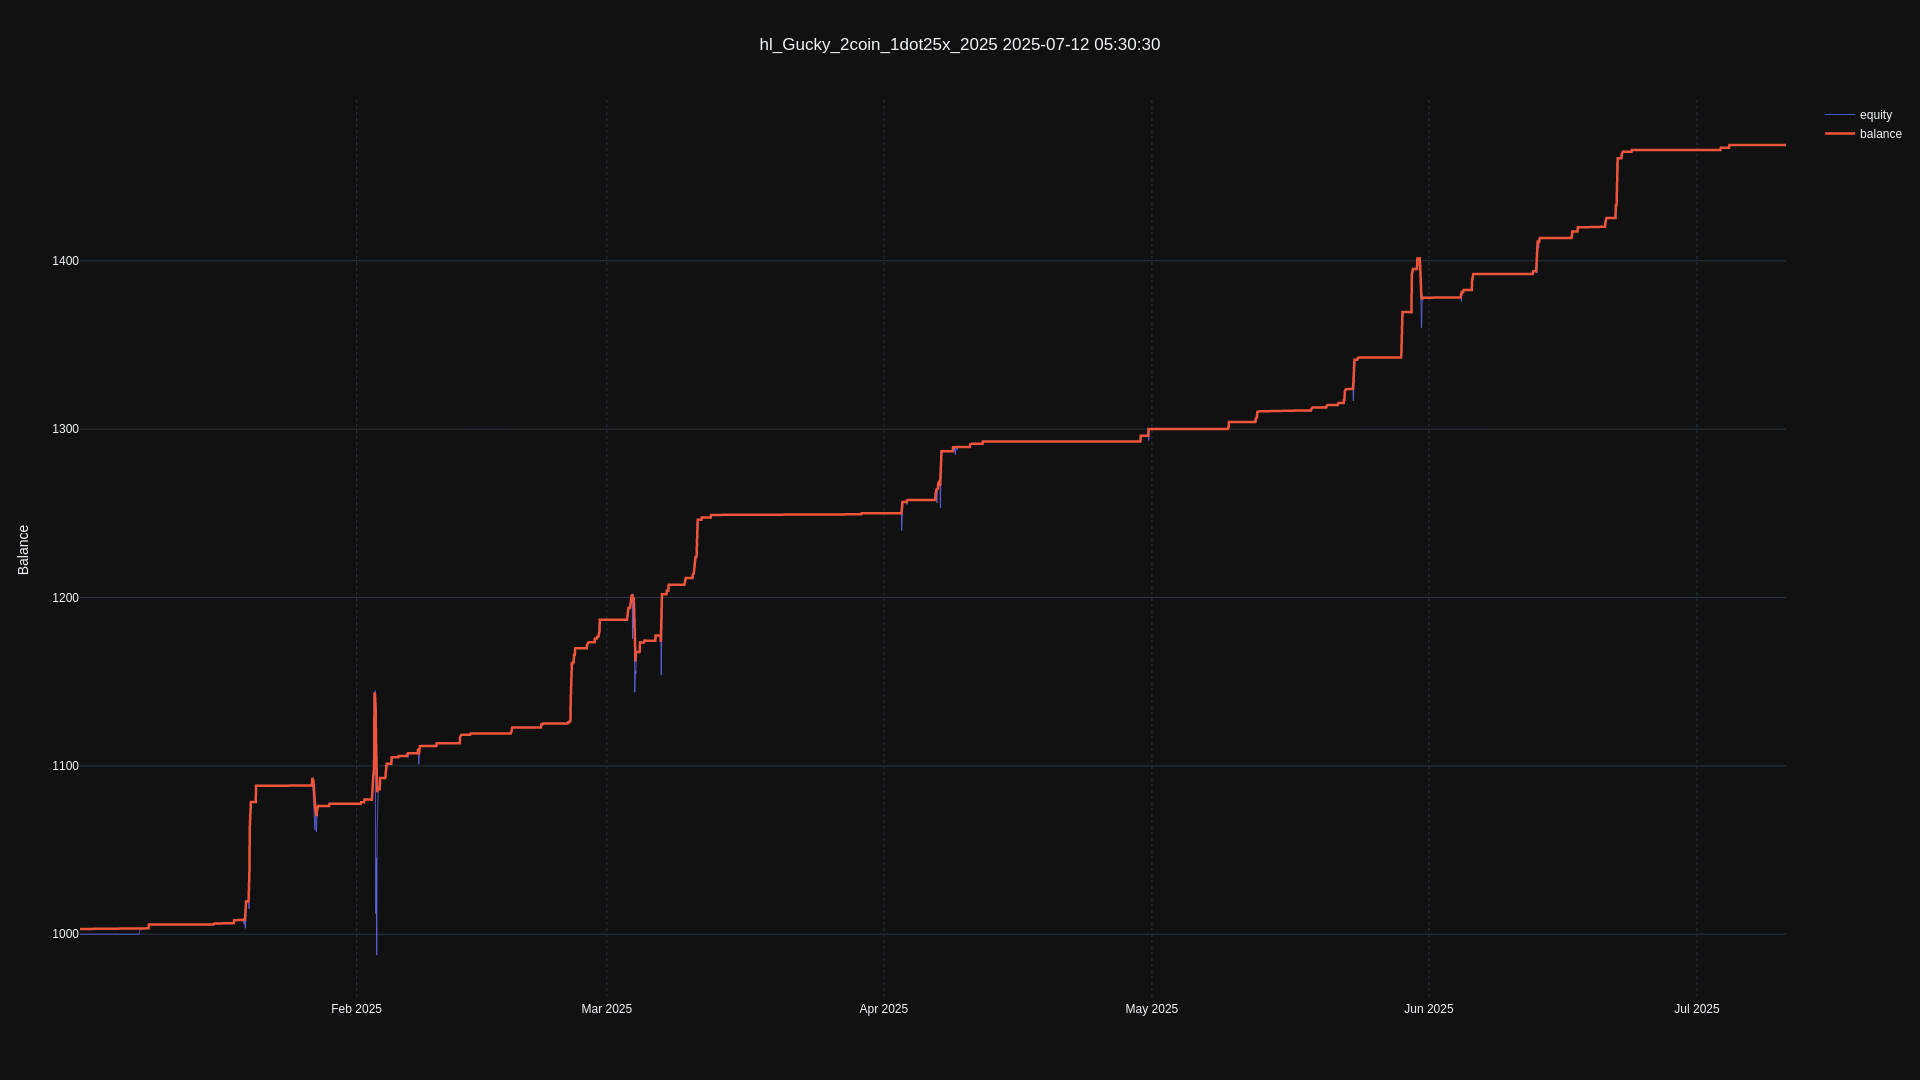 hl_Gucky_2coin_1dot25x_2025 2025-07-12 05:30:30
equity
balance
1400
1300
1200
1100
1000
Balance
Feb 2025
Mar 2025
Apr 2025
May 2025
Jun 2025
Jul 2025